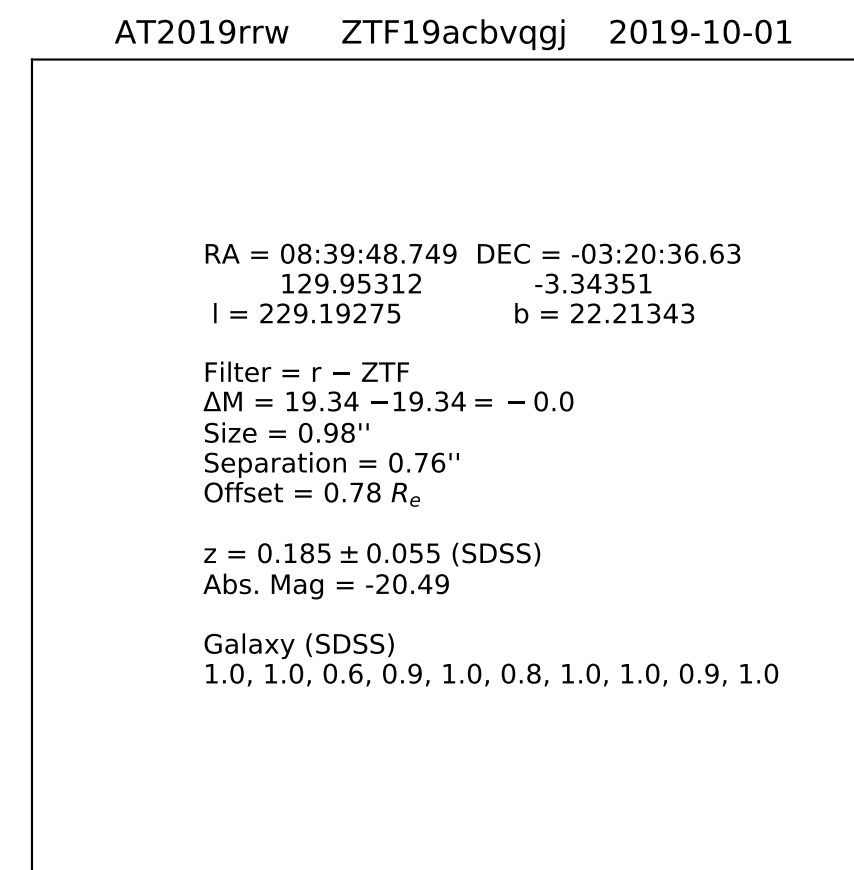 AT2019rrw ZTF19acbvqgj 2019-10-01
RA = 08:39:48.749 DEC = -03:20:36.63
129.95312 -3.34351
l = 229.19275 b = 22.21343
Filter = r − ZTF
ΔM = 19.34 −19.34 = − 0.0
Size = 0.98''
Separation = 0.76''
Offset = 0.78 Re
z = 0.185 ± 0.055 (SDSS)
Abs. Mag = -20.49
Galaxy (SDSS)
1.0, 1.0, 0.6, 0.9, 1.0, 0.8, 1.0, 1.0, 0.9, 1.0